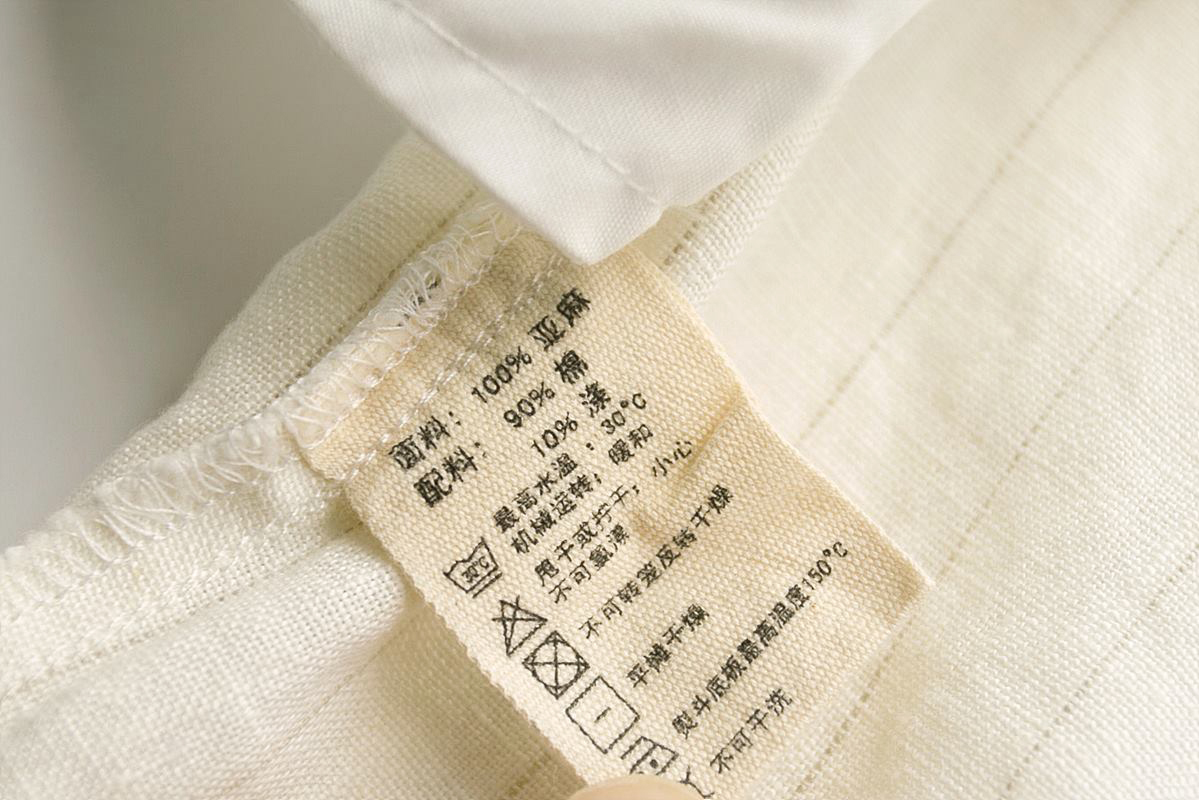 面料：100% 亚麻
配料：90% 棉
10% 涤
最高水温：30°C
机械运转；暖和
甩干或拧干；小心
不可氯漂
不可转笼反转干燥
平摊干燥
熨斗底板最高温度150°C
不可干洗
30°C